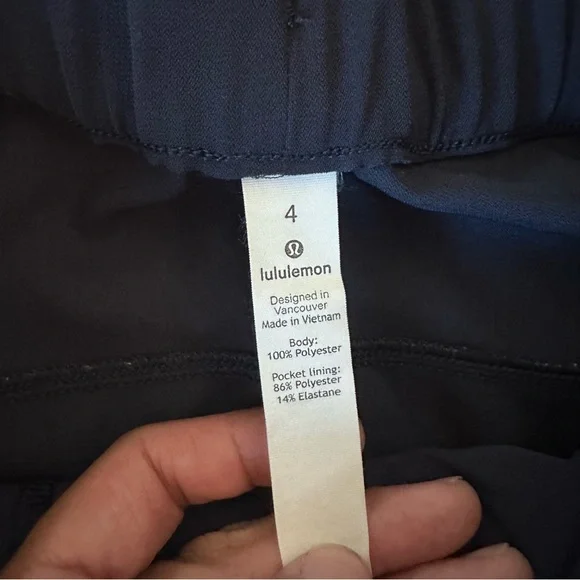 4
lululemon
Designed in
Vancouver
Made in Vietnam
Body:
100% Polyester
Pocket lining:
86% Polyester
14% Elastane